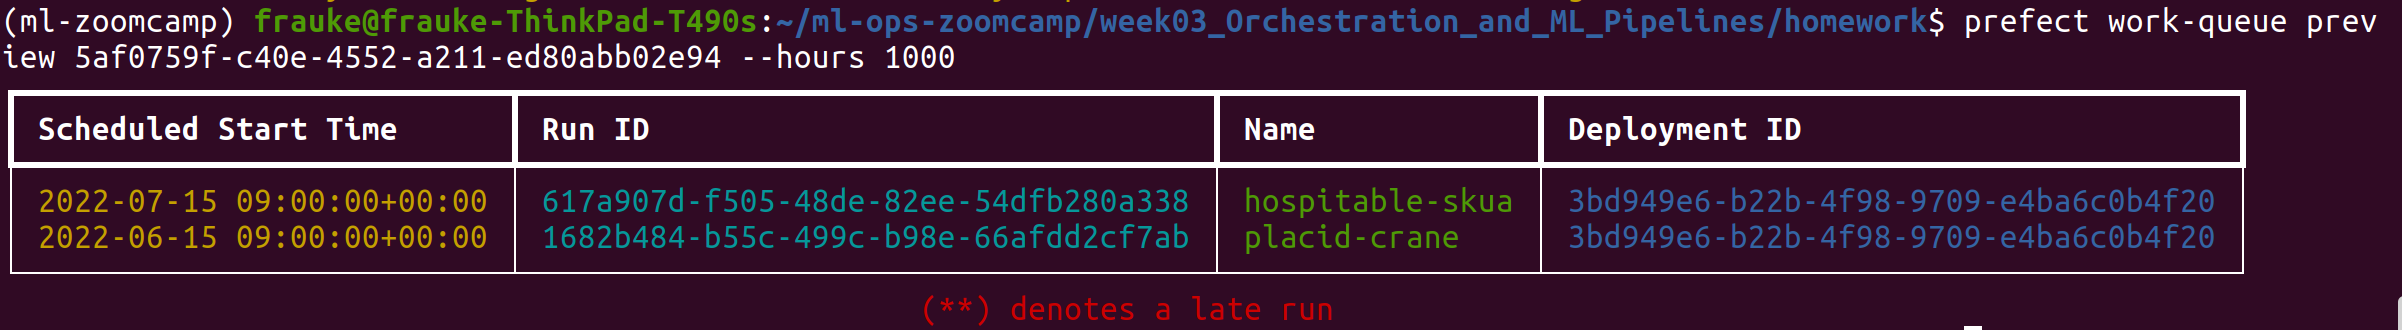 (ml-zoomcamp) frauke@frauke-ThinkPad-T490s:~/ml-ops-zoomcamp/week03_Orchestration_and_ML_Pipelines/homework$ prefect work-queue prev
iew 5af0759f-c40e-4552-a211-ed80abb02e94 --hours 1000
Scheduled Start Time Run ID Name Deployment ID
2022-07-15 09:00:00+00:00 617a907d-f505-48de-82ee-54dfb280a338 hospitable-skua 3bd949e6-b22b-4f98-9709-e4ba6c0b4f20
2022-06-15 09:00:00+00:00 1682b484-b55c-499c-b98e-66afdd2cf7ab placid-crane 3bd949e6-b22b-4f98-9709-e4ba6c0b4f20
(**) denotes a late run